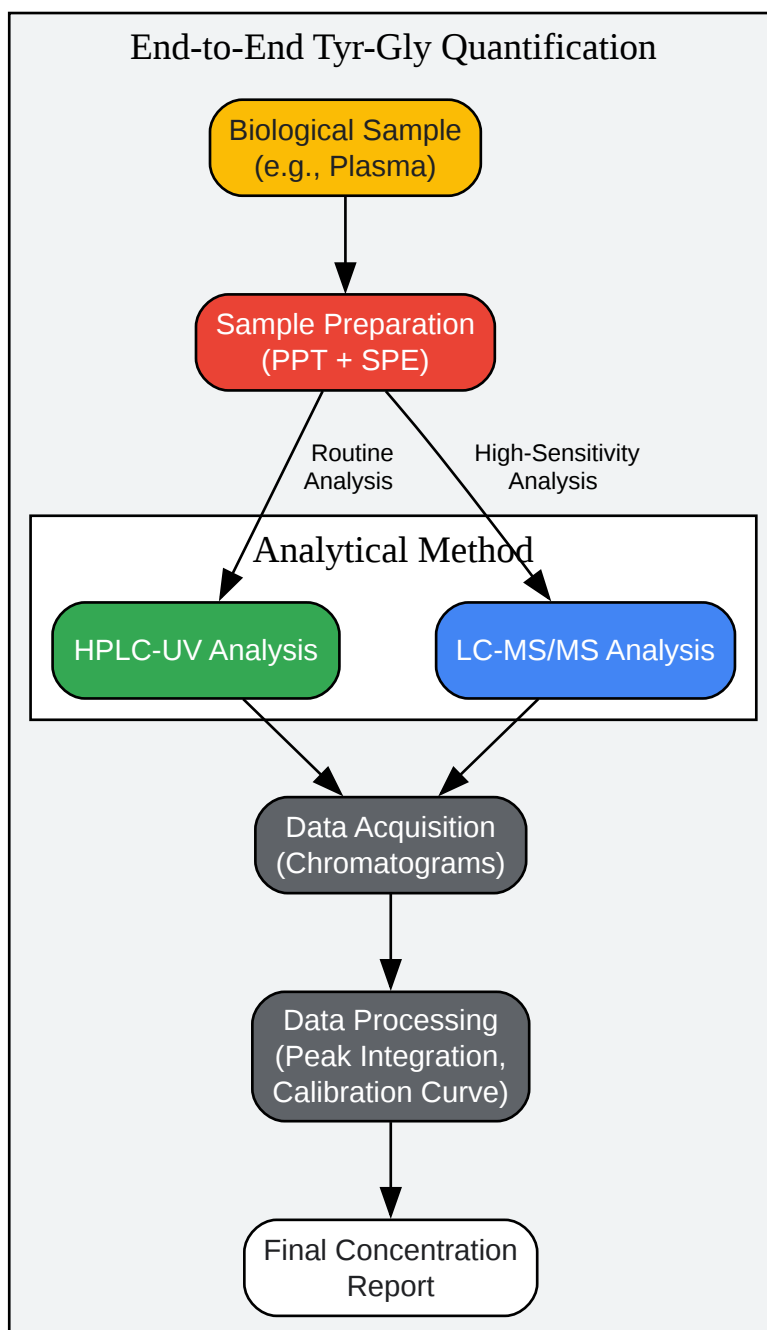 End-to-End Tyr-Gly Quantification
Biological Sample
(e.g., Plasma)
Sample Preparation
(PPT + SPE)
Routine
Analysis
High-Sensitivity
Analysis
Analytical Method
HPLC-UV Analysis
LC-MS/MS Analysis
Data Acquisition
(Chromatograms)
Data Processing
(Peak Integration,
Calibration Curve)
Final Concentration
Report